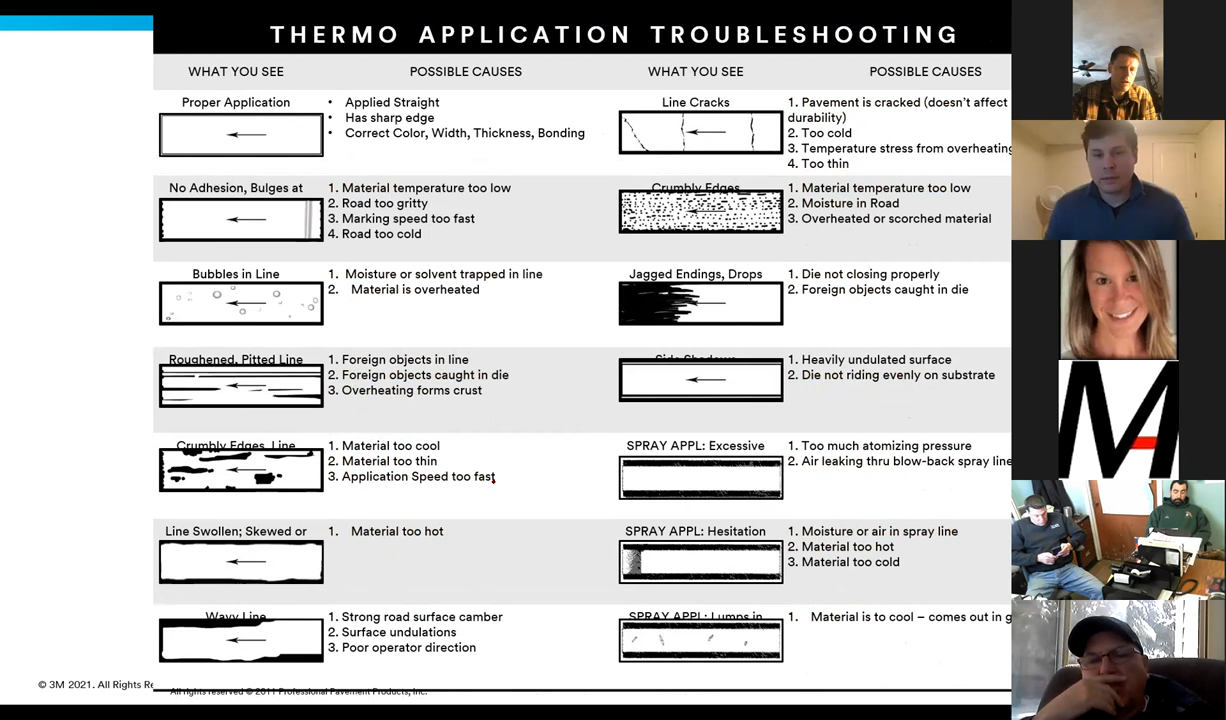 THERMO APPLICATION TROUBLESHOOTING
WHAT YOU SEE
POSSIBLE CAUSES
WHAT YOU SEE
POSSIBLE CAUSES
Proper Application
• Applied Straight
• Has sharp edge
• Correct Color, Width, Thickness, Bonding
Line Cracks
1. Pavement is cracked (doesn't affect
durability)
2. Too cold
3. Temperature stress from overheating
4. Too thin
No Adhesion, Bulges at
1. Material temperature too low
2. Road too gritty
3. Marking speed too fast
4. Road too cold
Crumbly Edges
1. Material temperature too low
2. Moisture in Road
3. Overheated or scorched material
Bubbles in Line
1. Moisture or solvent trapped in line
2. Material is overheated
Jagged Endings, Drops
1. Die not closing properly
2. Foreign objects caught in die
Roughened, Pitted Line
1. Foreign objects in line
2. Foreign objects caught in die
3. Overheating forms crust
Side Shadows
1. Heavily undulated surface
2. Die not riding evenly on substrate
Crumbly Edges, Line
1. Material too cool
2. Material too thin
3. Application Speed too fast
SPRAY APPL: Excessive
1. Too much atomizing pressure
2. Air leaking thru blow-back spray line
Line Swollen; Skewed or
1. Material too hot
SPRAY APPL: Hesitation
1. Moisture or air in spray line
2. Material too hot
3. Material too cold
Wavy Line
1. Strong road surface camber
2. Surface undulations
3. Poor operator direction
SPRAY APPL: Lumps in
1. Material is to cool – comes out in g
© 3M 2021. All Rights Re
All rights reserved © 2011 Professional Pavement Products, Inc.
M